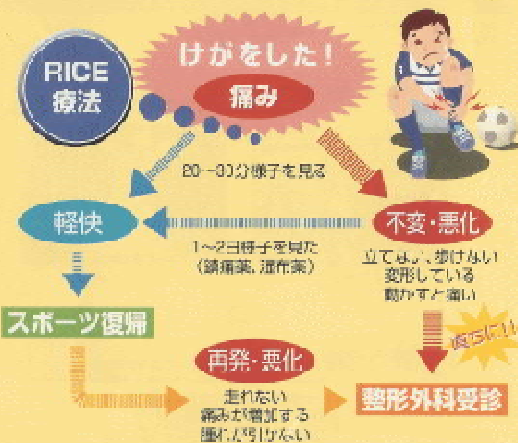 けがをした！
痛み
RICE
療法
20〜30分様子を見る
軽快
不変・悪化
1〜2日様子を見た
（鎮痛薬、湿布薬）
立てない、歩けない
変形している
動かすと痛い
スポーツ復帰
直ちに!!
再発・悪化
走れない
痛みが増加する
腫れが引かない
整形外科受診